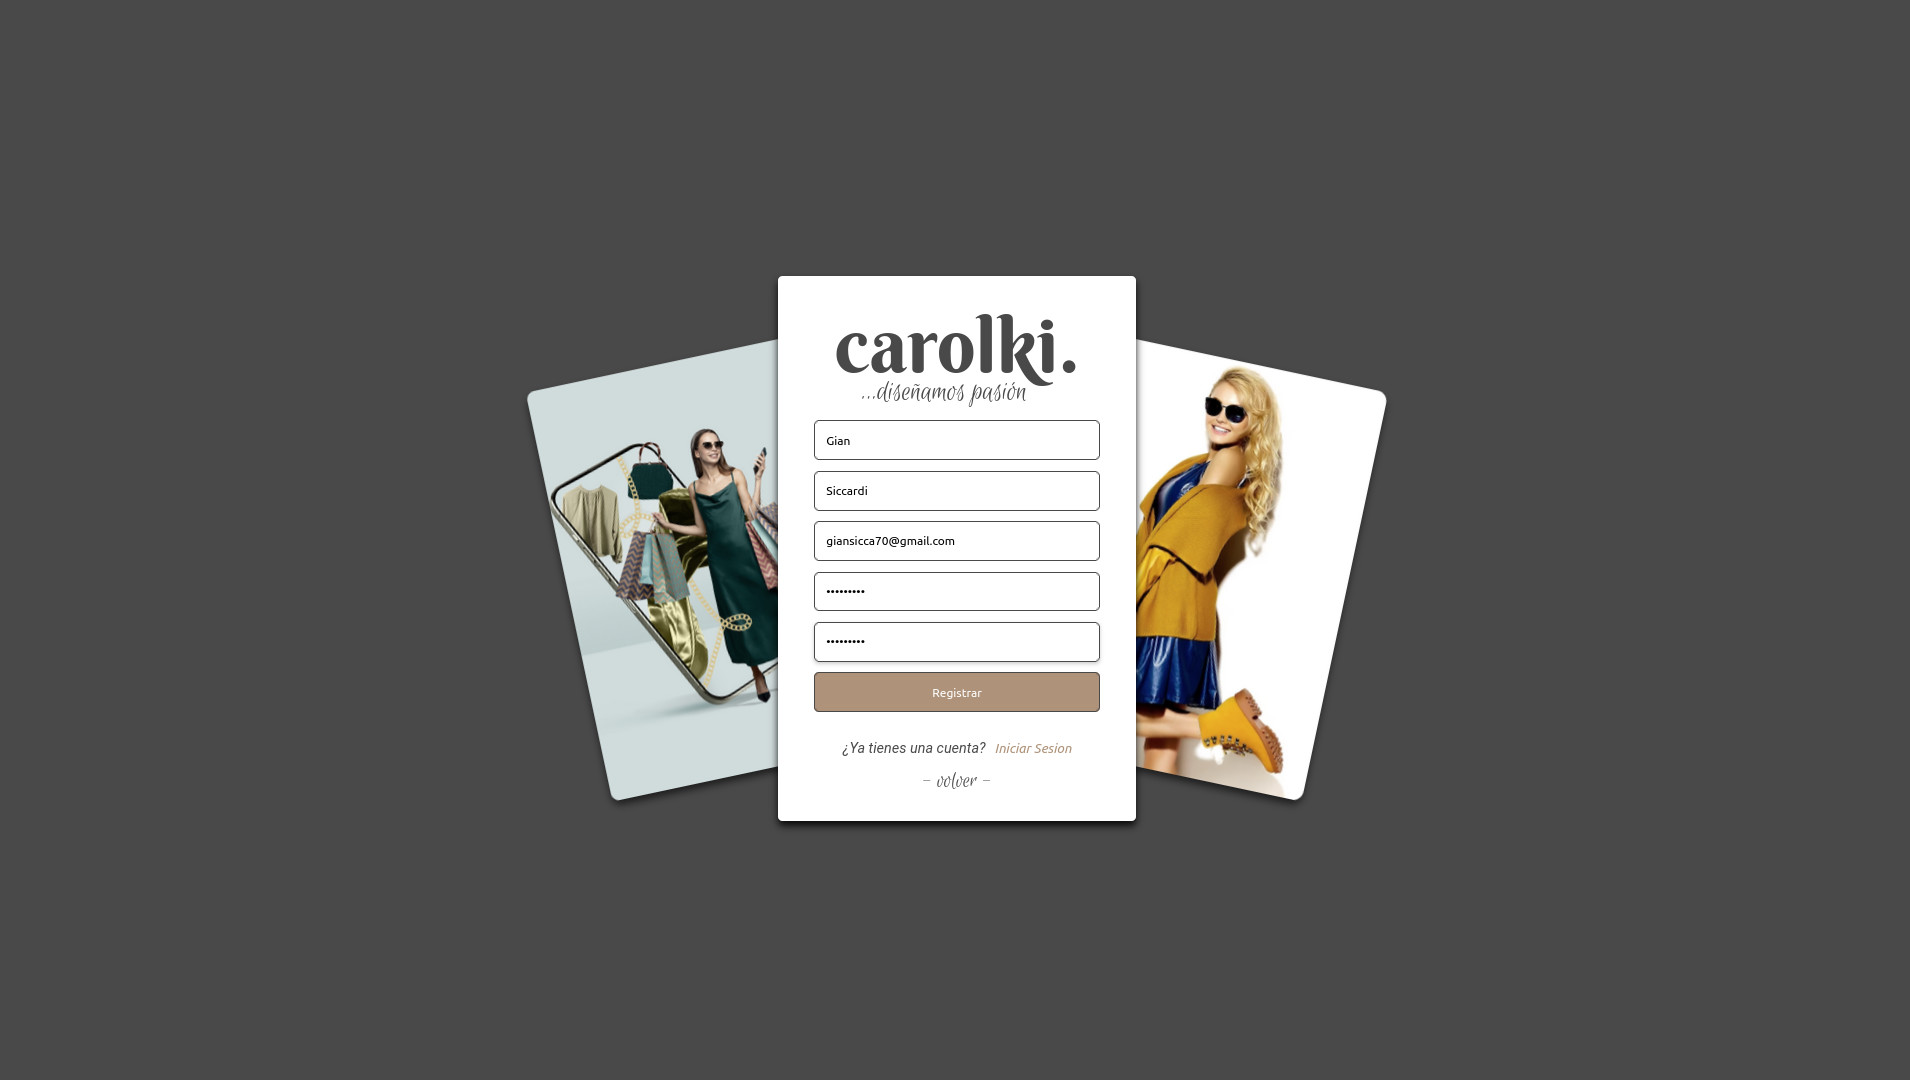 carolki.
...diseñamos pasión
Gian
Siccardi
giansicca70@gmail.com
•••••••••
•••••••••
Registrar
¿Ya tienes una cuenta? Iniciar Sesion
– volver –